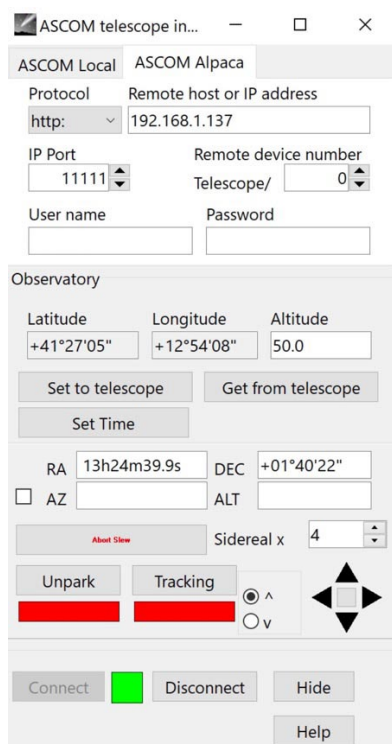 ASCOM telescope in...
ASCOM Local ASCOM Alpaca
Protocol Remote host or IP address
http: 192.168.1.137
IP Port Remote device number
11111 Telescope/ 0
User name Password
Observatory
Latitude Longitude Altitude
+41°27'05" +12°54'08" 50.0
Set to telescope Get from telescope
Set Time
RA 13h24m39.9s DEC +01°40'22"
AZ ALT
Abort Slew Sidereal x 4
Unpark Tracking
^
v
Connect Disconnect Hide
Help